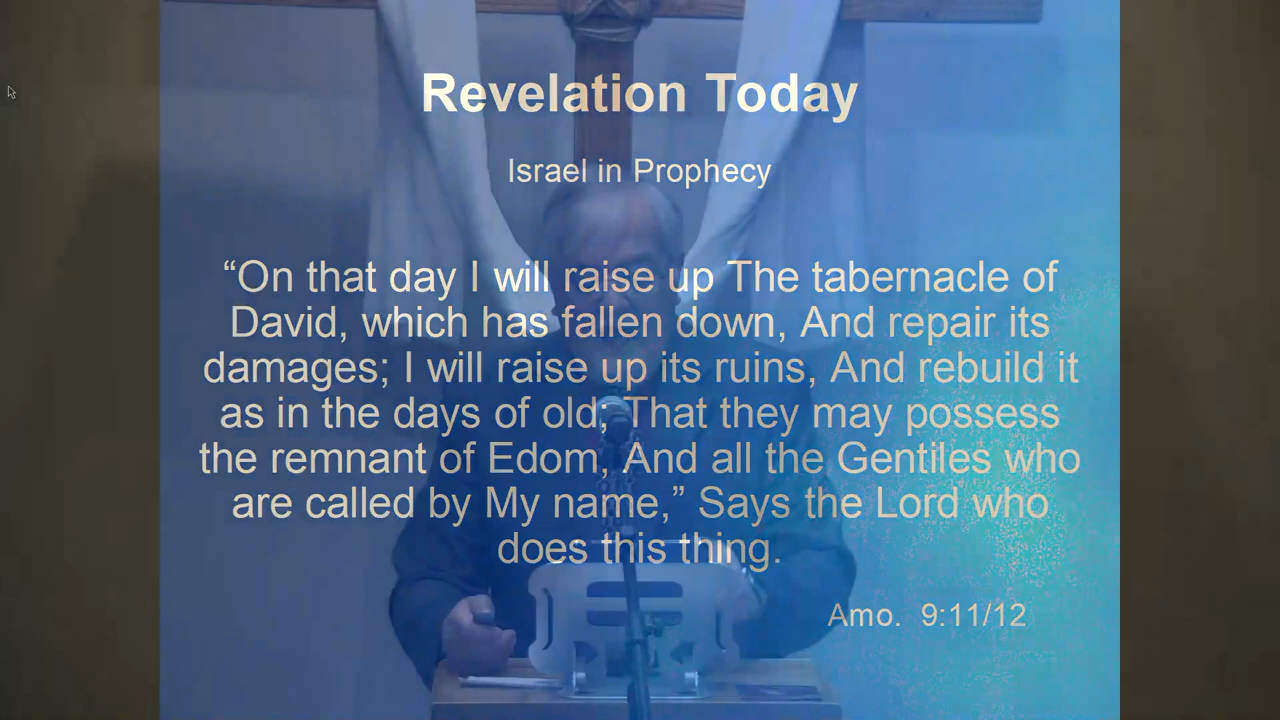 Revelation Today
Israel in Prophecy
“On that day I will raise up The tabernacle of
David, which has fallen down, And repair its
damages; I will raise up its ruins, And rebuild it
as in the days of old; That they may possess
the remnant of Edom, And all the Gentiles who
are called by My name,” Says the Lord who
does this thing.
Amo.  9:11/12